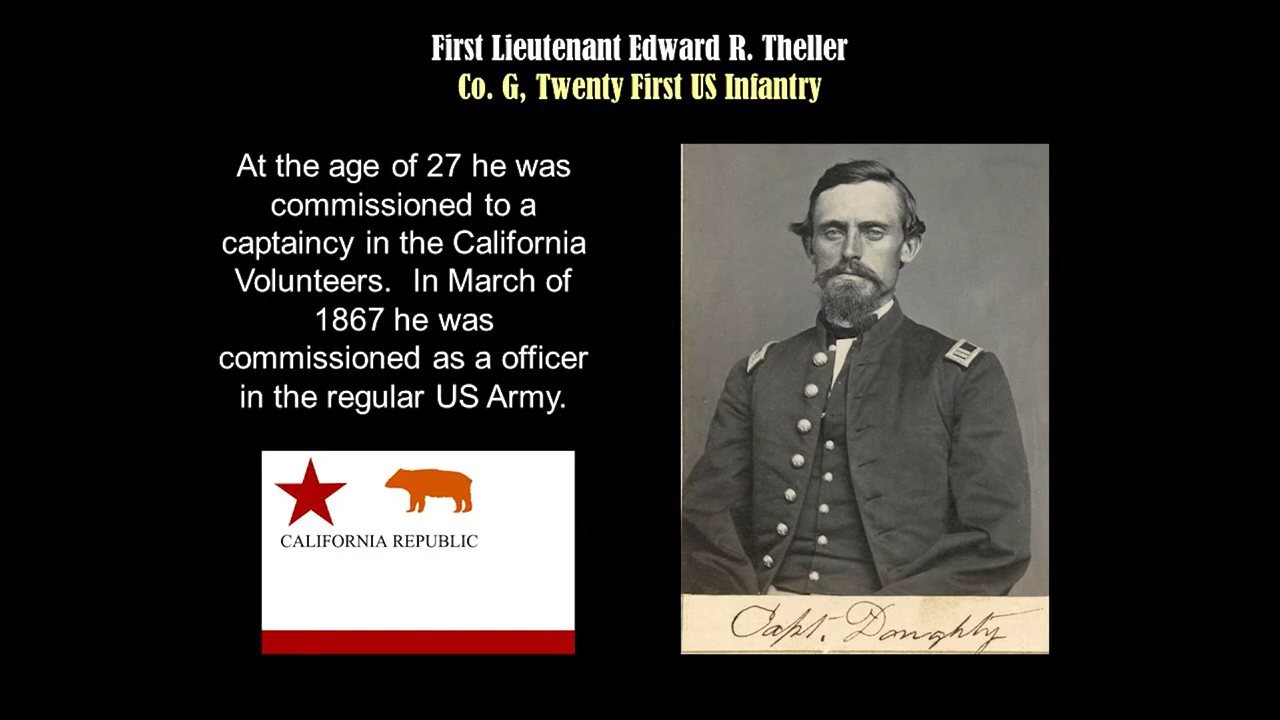 First Lieutenant Edward R. Theller
Co. G, Twenty First US Infantry
At the age of 27 he was
commissioned to a
captaincy in the California
Volunteers.  In March of
1867 he was
commissioned as a officer
in the regular US Army.
CALIFORNIA REPUBLIC
Capt. Doughty